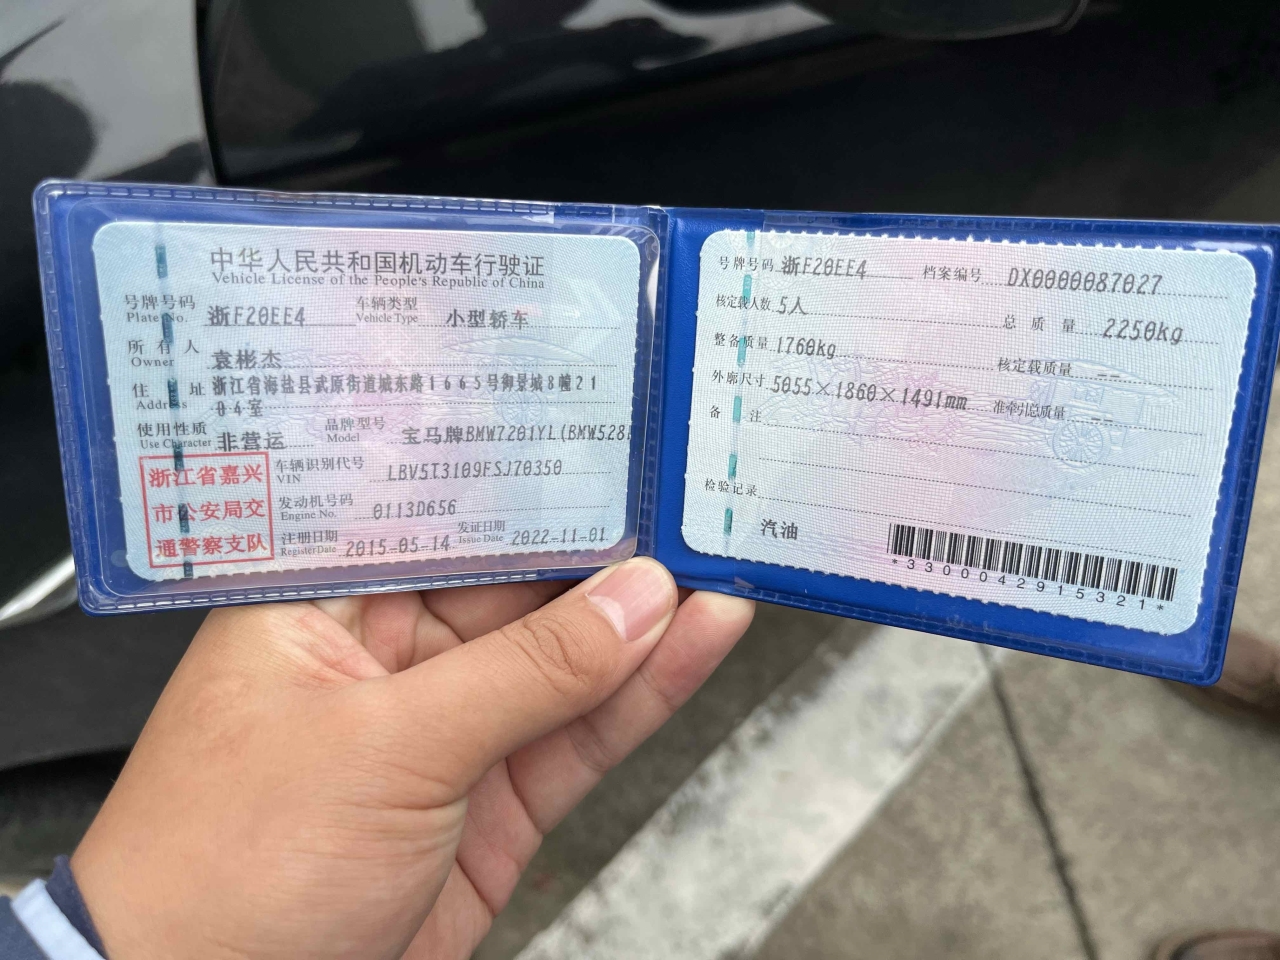 中华人民共和国机动车行驶证
Vehicle License of the People's Republic of China
号牌号码 浙F20EE4 车辆类型 小型轿车
Plate No. Vehicle Type
所有人 袁彬杰
Owner
住址 浙江省海盐县武原街道城东路1665号御景城8幢21
Address 04室
使用性质 非营运 品牌型号 宝马牌BMW7201YL(BMW528
Use Character Model
浙江省嘉兴
市公安局交
通警察支队
车辆识别代号 LBV5T3109FSJ70350
VIN
发动机号码 0113D656
Engine No.
注册日期 2015-05-14 发证日期 2022-11-01
Register Date Issue Date
号牌号码 浙F20EE4 档案编号 DX0000087027
核定载人数 5人 总质量 2250kg
整备质量 1760kg 核定载质量 --
外廓尺寸 5055×1860×1491mm 准牵引总质量 --
备注
检验记录
汽油
*3300042915321*